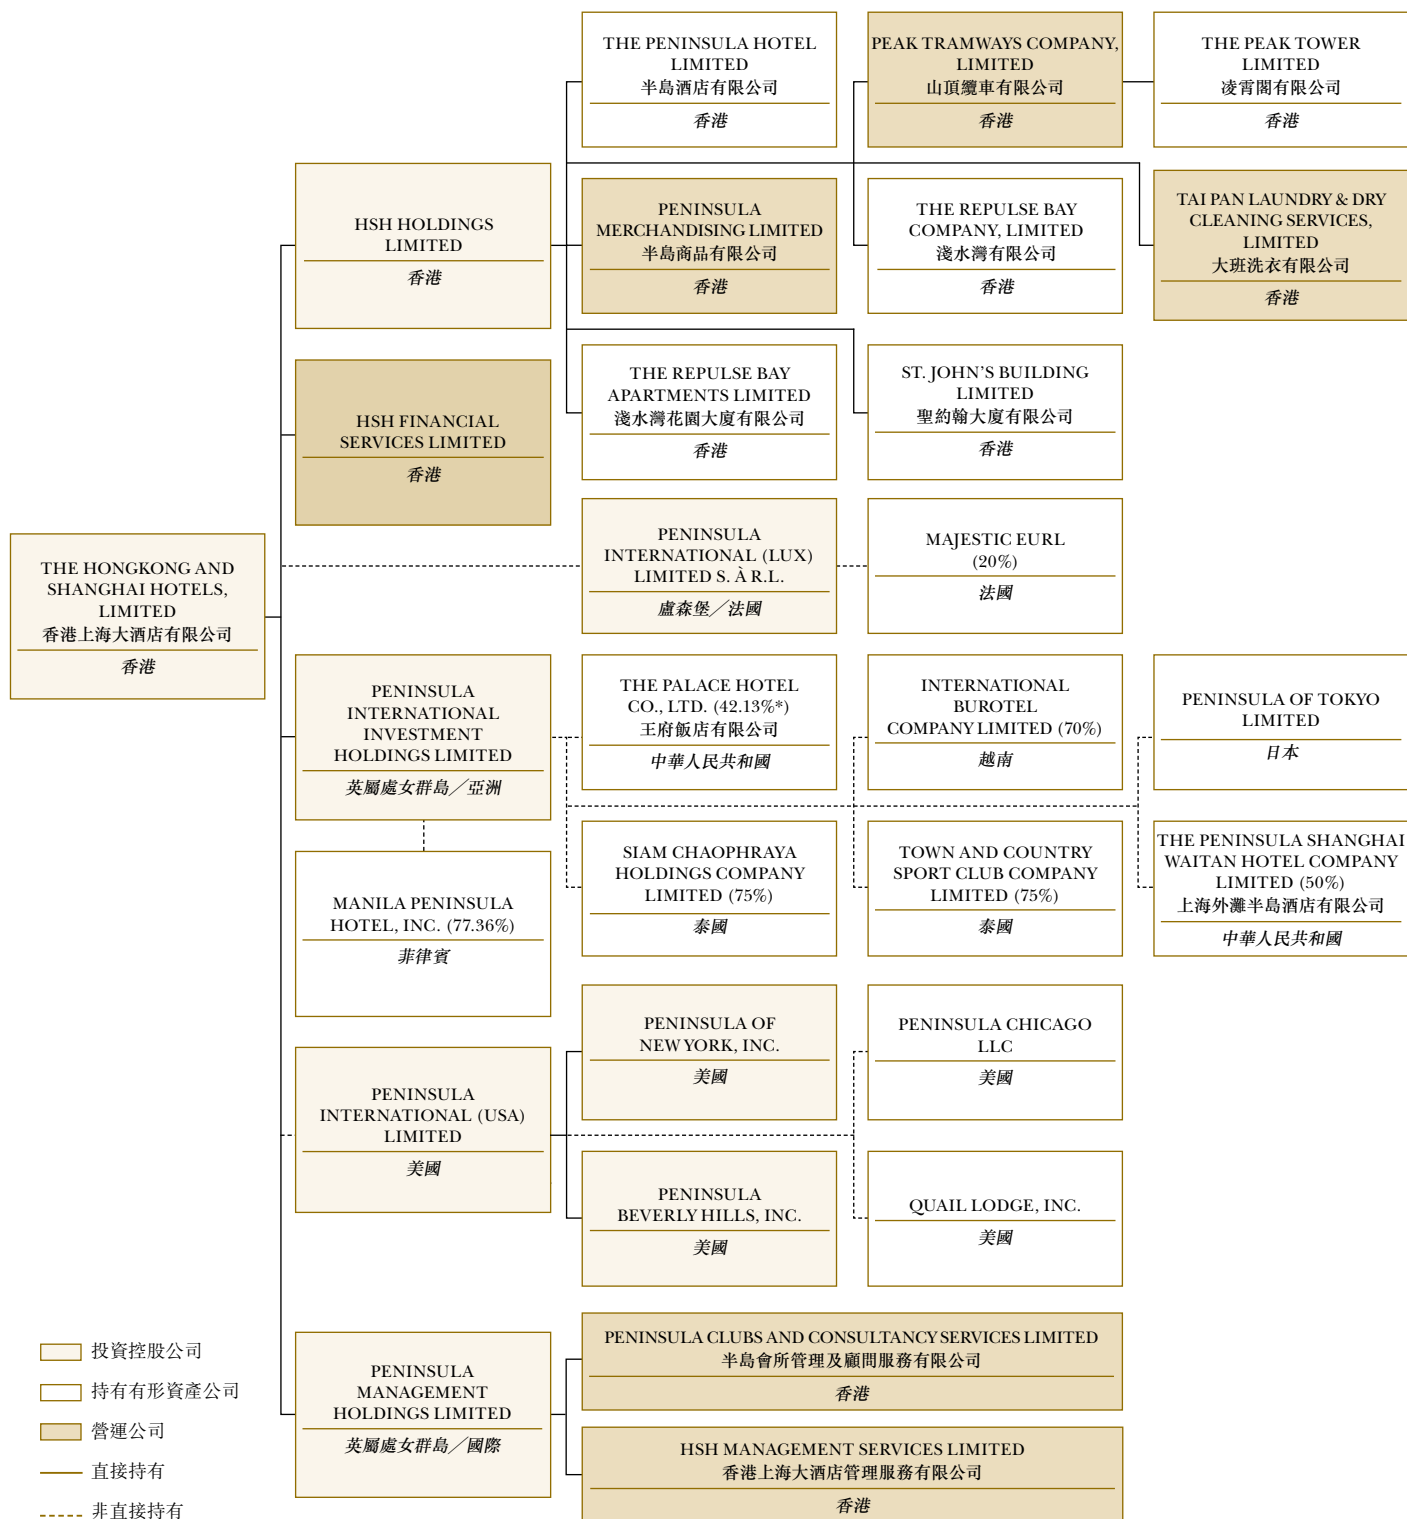 THE PENINSULA HOTEL
LIMITED
半島酒店有限公司
香港
PEAK TRAMWAYS COMPANY,
LIMITED
山頂纜車有限公司
香港
THE PEAK TOWER
LIMITED
凌霄閣有限公司
香港
HSH HOLDINGS
LIMITED
香港
PENINSULA
MERCHANDISING LIMITED
半島商品有限公司
香港
THE REPULSE BAY
COMPANY, LIMITED
淺水灣有限公司
香港
TAI PAN LAUNDRY & DRY
CLEANING SERVICES,
LIMITED
大班洗衣有限公司
香港
THE REPULSE BAY
APARTMENTS LIMITED
淺水灣花園大廈有限公司
香港
ST. JOHN'S BUILDING
LIMITED
聖約翰大廈有限公司
香港
HSH FINANCIAL
SERVICES LIMITED
香港
THE HONGKONG AND
SHANGHAI HOTELS,
LIMITED
香港上海大酒店有限公司
香港
PENINSULA
INTERNATIONAL (LUX)
LIMITED S. À R.L.
盧森堡／法國
MAJESTIC EURL
(20%)
法國
PENINSULA
INTERNATIONAL
INVESTMENT
HOLDINGS LIMITED
英屬處女群島／亞洲
THE PALACE HOTEL
CO., LTD. (42.13%*)
王府飯店有限公司
中華人民共和國
INTERNATIONAL
BUROTEL
COMPANY LIMITED (70%)
越南
PENINSULA OF TOKYO
LIMITED
日本
MANILA PENINSULA
HOTEL, INC. (77.36%)
菲律賓
SIAM CHAOPHRAYA
HOLDINGS COMPANY
LIMITED (75%)
泰國
TOWN AND COUNTRY
SPORT CLUB COMPANY
LIMITED (75%)
泰國
THE PENINSULA SHANGHAI
WAITAN HOTEL COMPANY
LIMITED (50%)
上海外灘半島酒店有限公司
中華人民共和國
PENINSULA
INTERNATIONAL (USA)
LIMITED
美國
PENINSULA OF
NEW YORK, INC.
美國
PENINSULA CHICAGO
LLC
美國
PENINSULA
BEVERLY HILLS, INC.
美國
QUAIL LODGE, INC.
美國
PENINSULA
MANAGEMENT
HOLDINGS LIMITED
英屬處女群島／國際
PENINSULA CLUBS AND CONSULTANCY SERVICES LIMITED
半島會所管理及顧問服務有限公司
香港
HSH MANAGEMENT SERVICES LIMITED
香港上海大酒店管理服務有限公司
香港
投資控股公司
持有有形資產公司
營運公司
直接持有
非直接持有